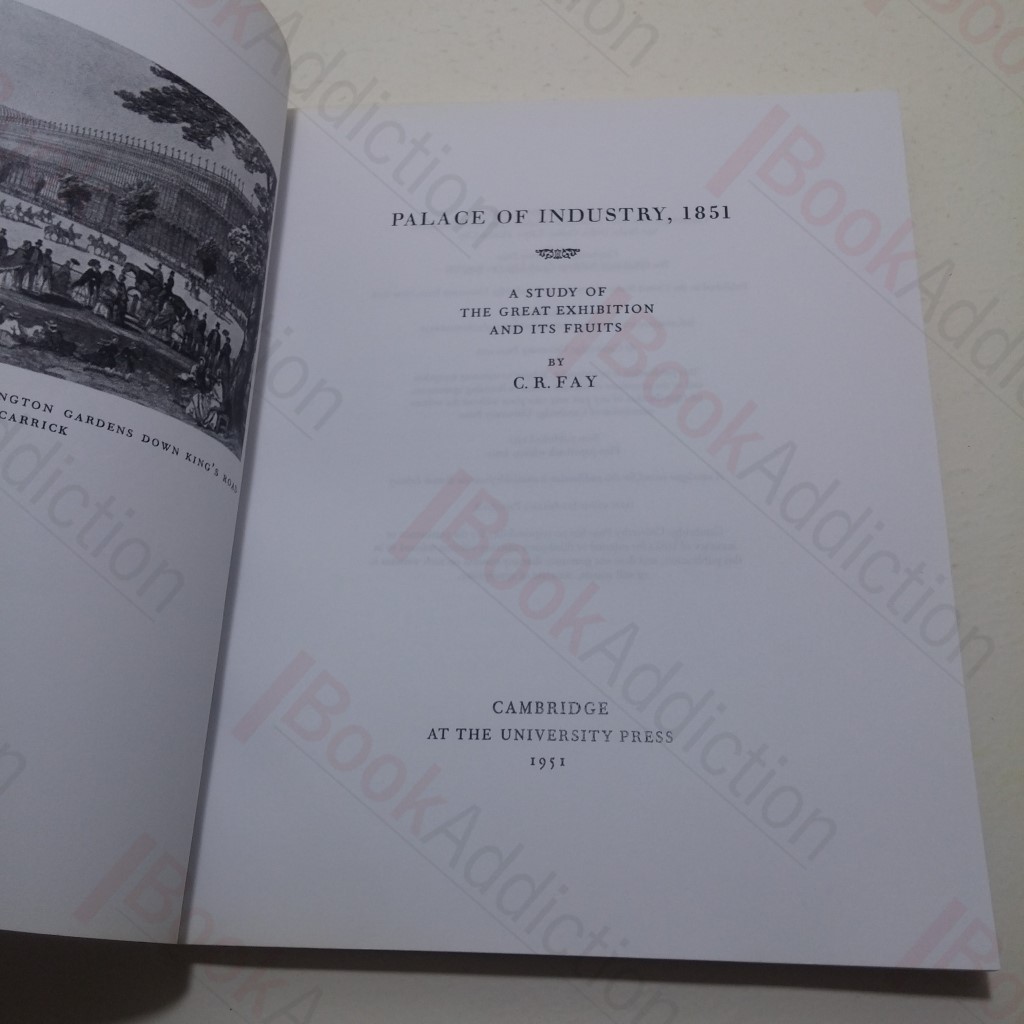 NGTON GARDENS DOWN KING'S ROAD
CARRICK
PALACE OF INDUSTRY, 1851
A STUDY OF
THE GREAT EXHIBITION
AND ITS FRUITS
BY
C. R. FAY
CAMBRIDGE
AT THE UNIVERSITY PRESS
1951
BookAddiction